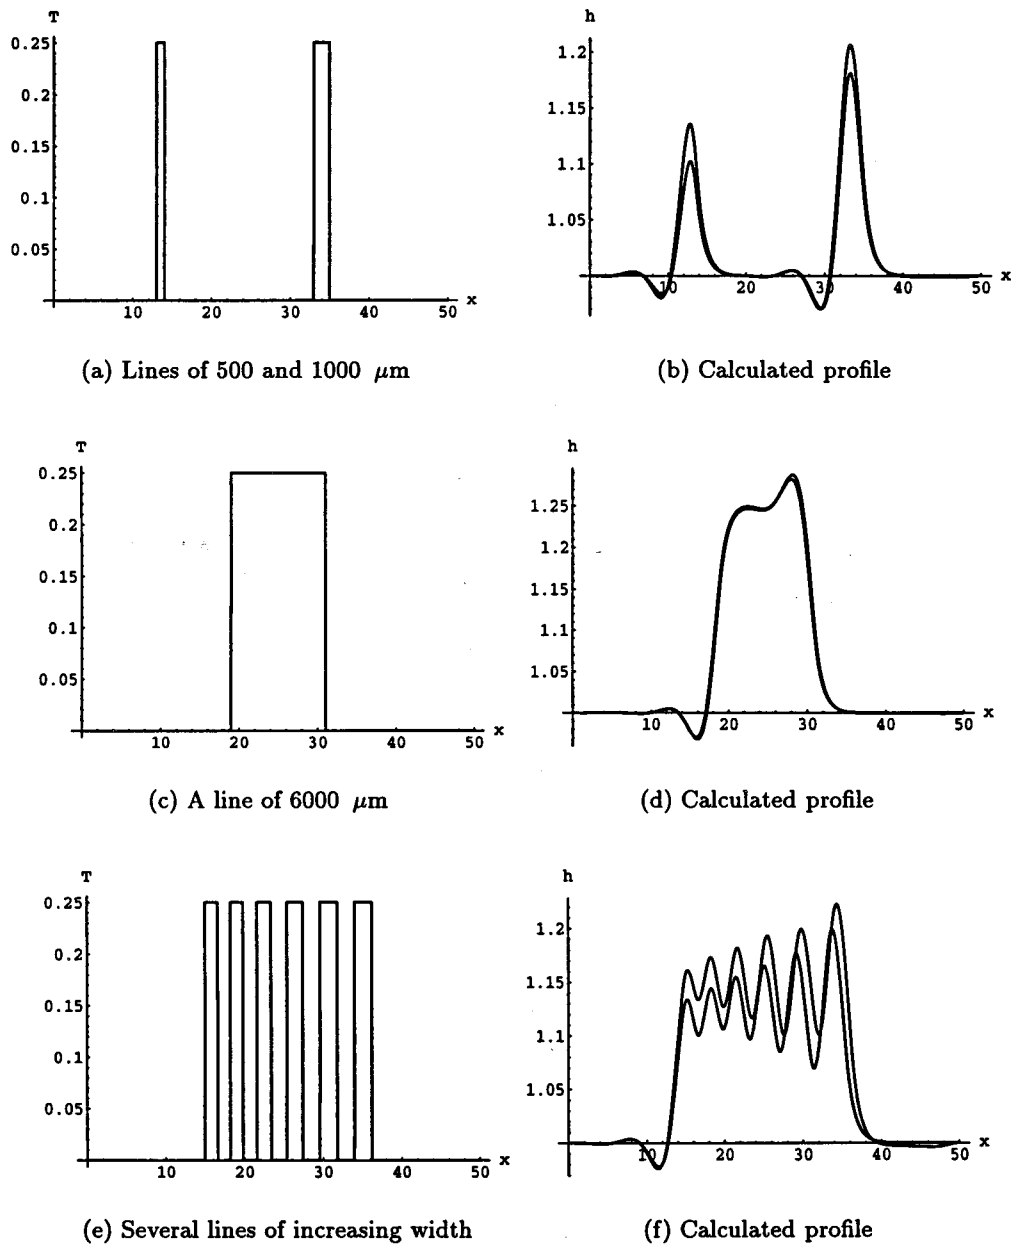 T
0.25
0.2
0.15
0.1
0.05
10 20 30 40 50 x
(a) Lines of 500 and 1000 μm
h
1.2
1.15
1.1
1.05
10 20 30 40 50 x
(b) Calculated profile
T
0.25
0.2
0.15
0.1
0.05
10 20 30 40 50 x
(c) A line of 6000 μm
h
1.25
1.2
1.15
1.1
1.05
10 20 30 40 50 x
(d) Calculated profile
T
0.25
0.2
0.15
0.1
0.05
10 20 30 40 50 x
(e) Several lines of increasing width
h
1.2
1.15
1.1
1.05
10 20 30 40 50 x
(f) Calculated profile